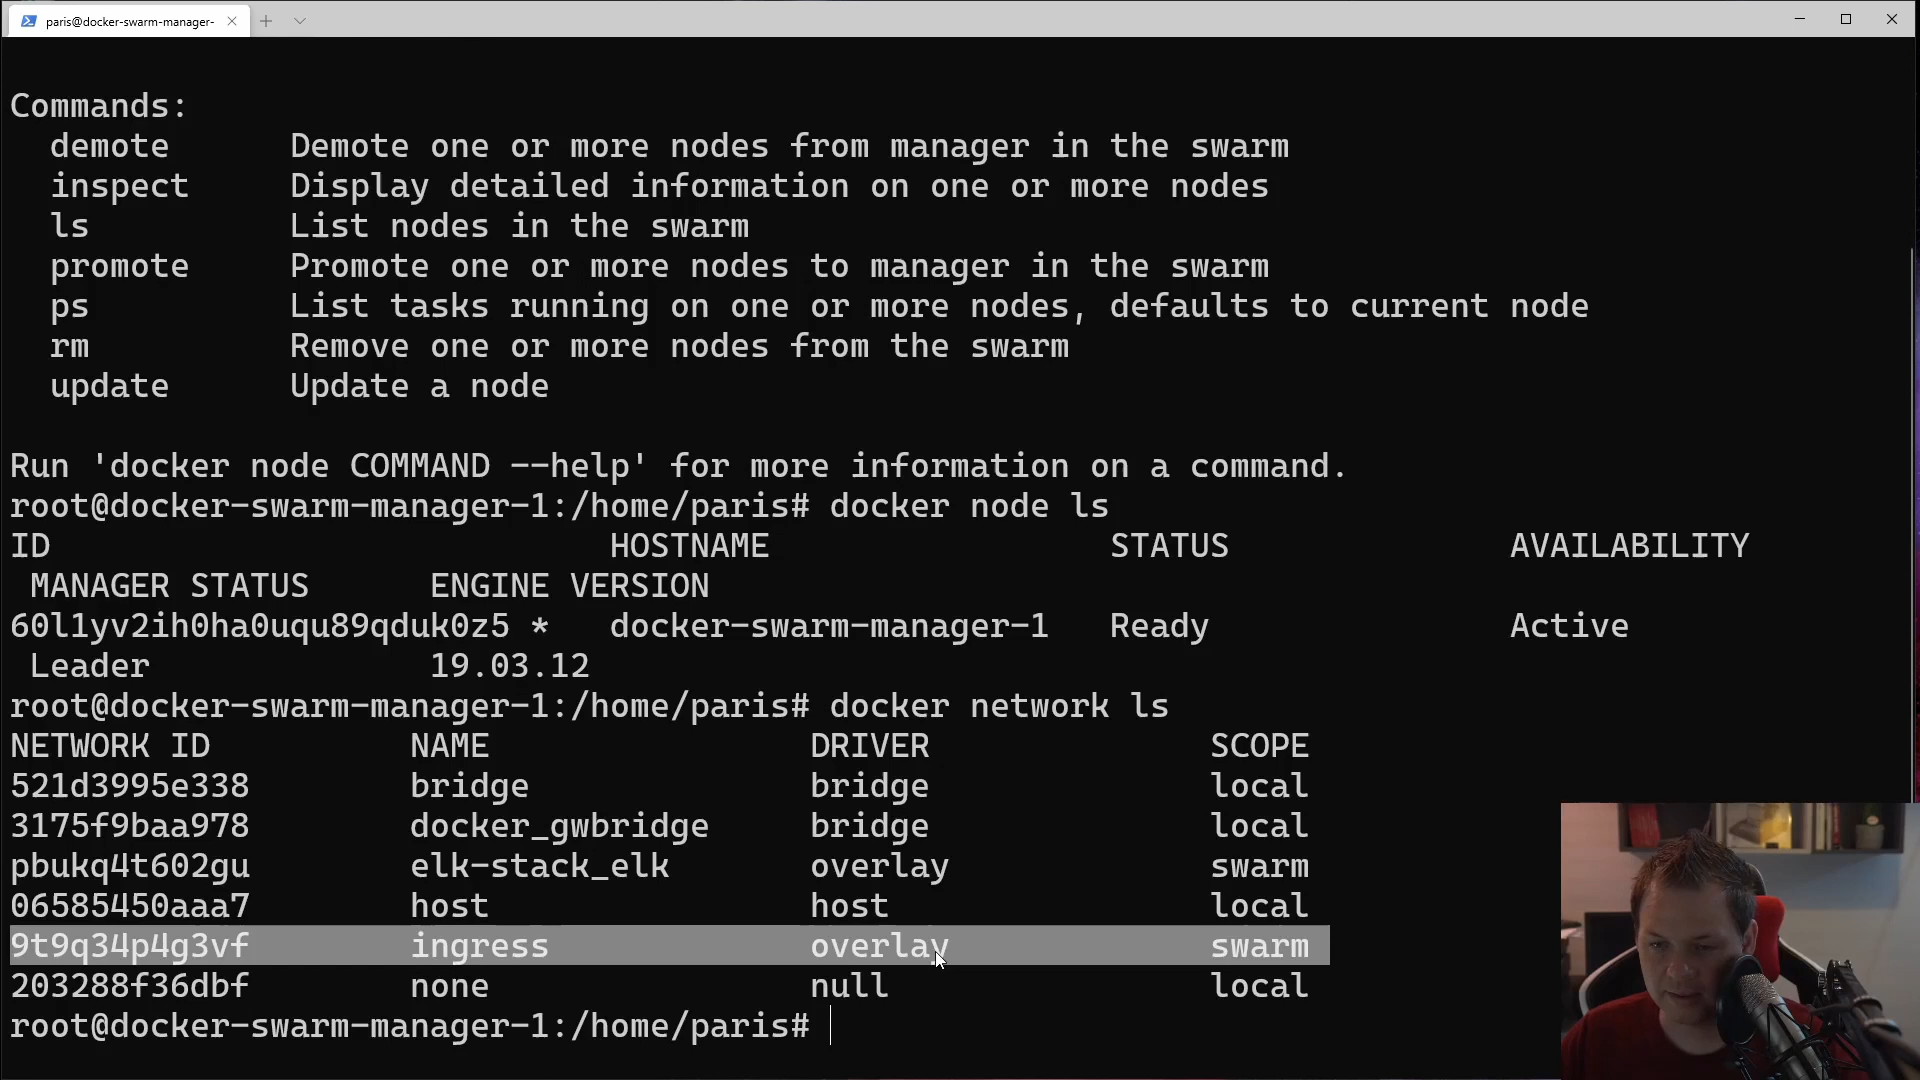 paris@docker-swarm-manager-
Commands:
demote Demote one or more nodes from manager in the swarm
inspect Display detailed information on one or more nodes
ls List nodes in the swarm
promote Promote one or more nodes to manager in the swarm
ps List tasks running on one or more nodes, defaults to current node
rm Remove one or more nodes from the swarm
update Update a node
Run 'docker node COMMAND --help' for more information on a command.
root@docker-swarm-manager-1:/home/paris# docker node ls
ID HOSTNAME STATUS AVAILABILITY
MANAGER STATUS ENGINE VERSION
60l1yv2ih0ha0uqu89qduk0z5 * docker-swarm-manager-1 Ready Active
Leader 19.03.12
root@docker-swarm-manager-1:/home/paris# docker network ls
NETWORK ID NAME DRIVER SCOPE
521d3995e338 bridge bridge local
3175f9baa978 docker_gwbridge bridge local
pbukq4t602gu elk-stack_elk overlay swarm
06585450aaa7 host host local
9t9q34p4g3vf ingress overlay swarm
203288f36dbf none null local
root@docker-swarm-manager-1:/home/paris#